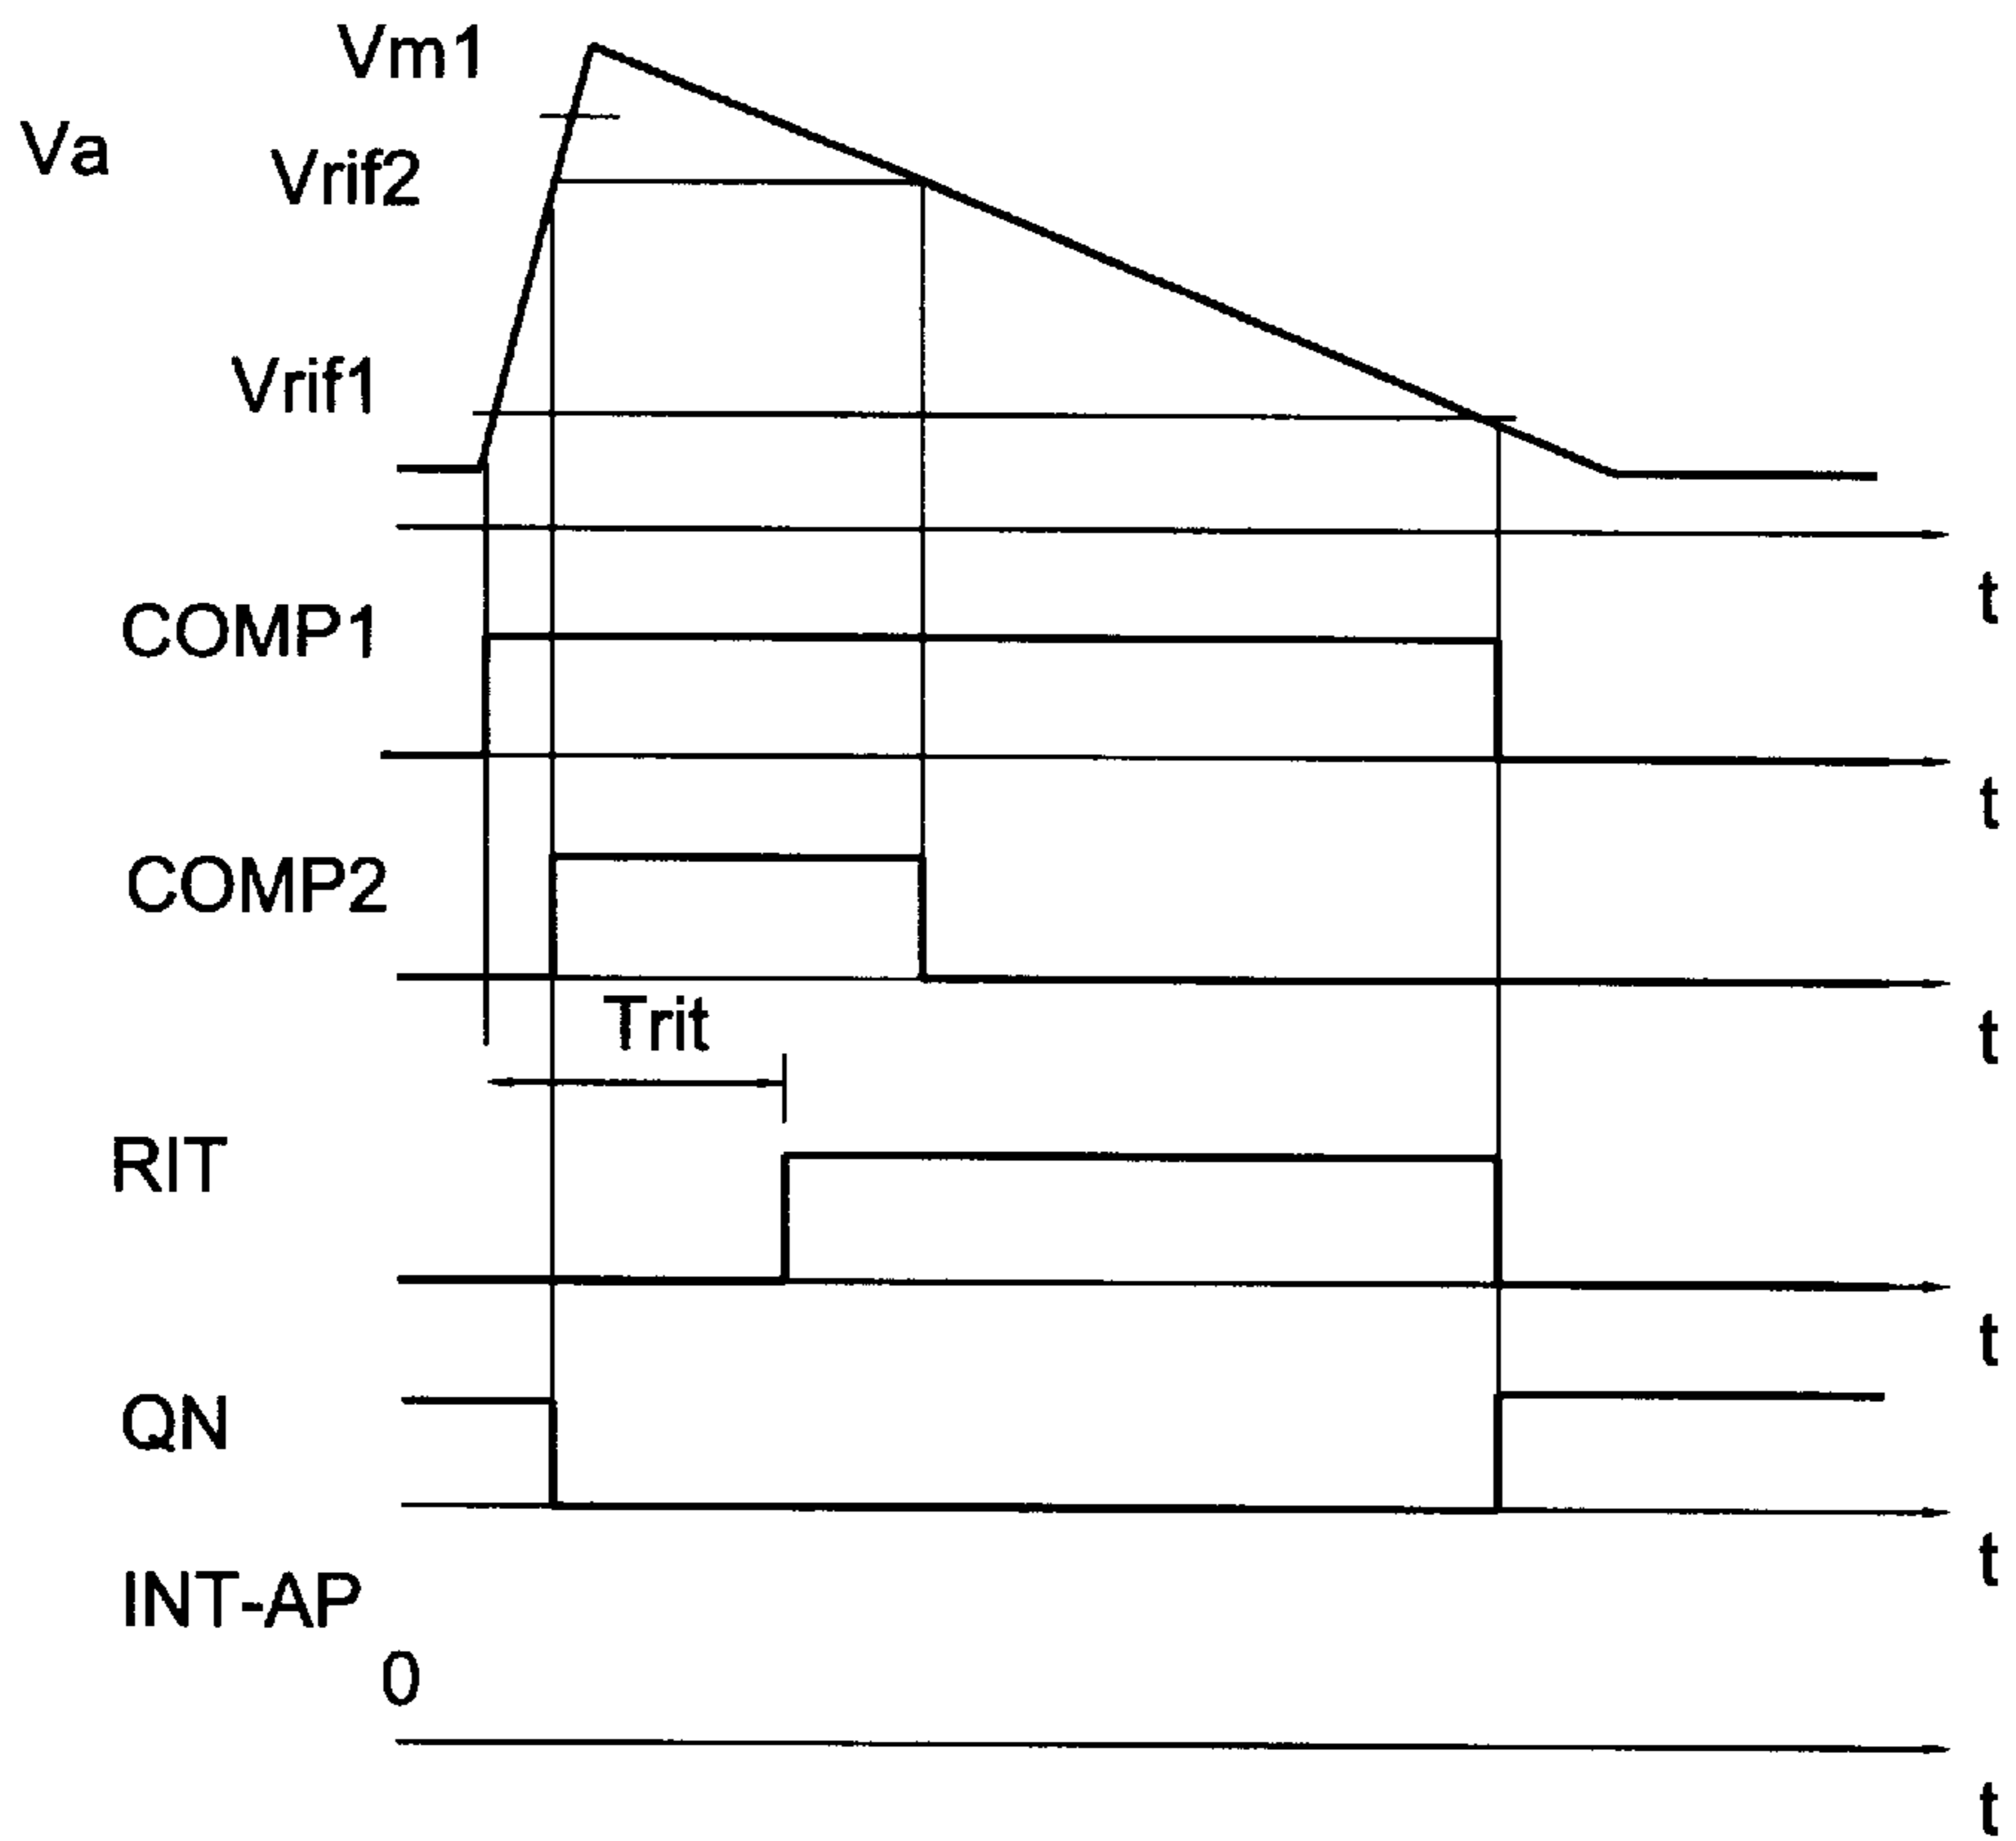 Vm1
Va
Vrif2
Vrif1
t
COMP1
t
COMP2
t
Trit
RIT
t
QN
t
INT-AP
0
t